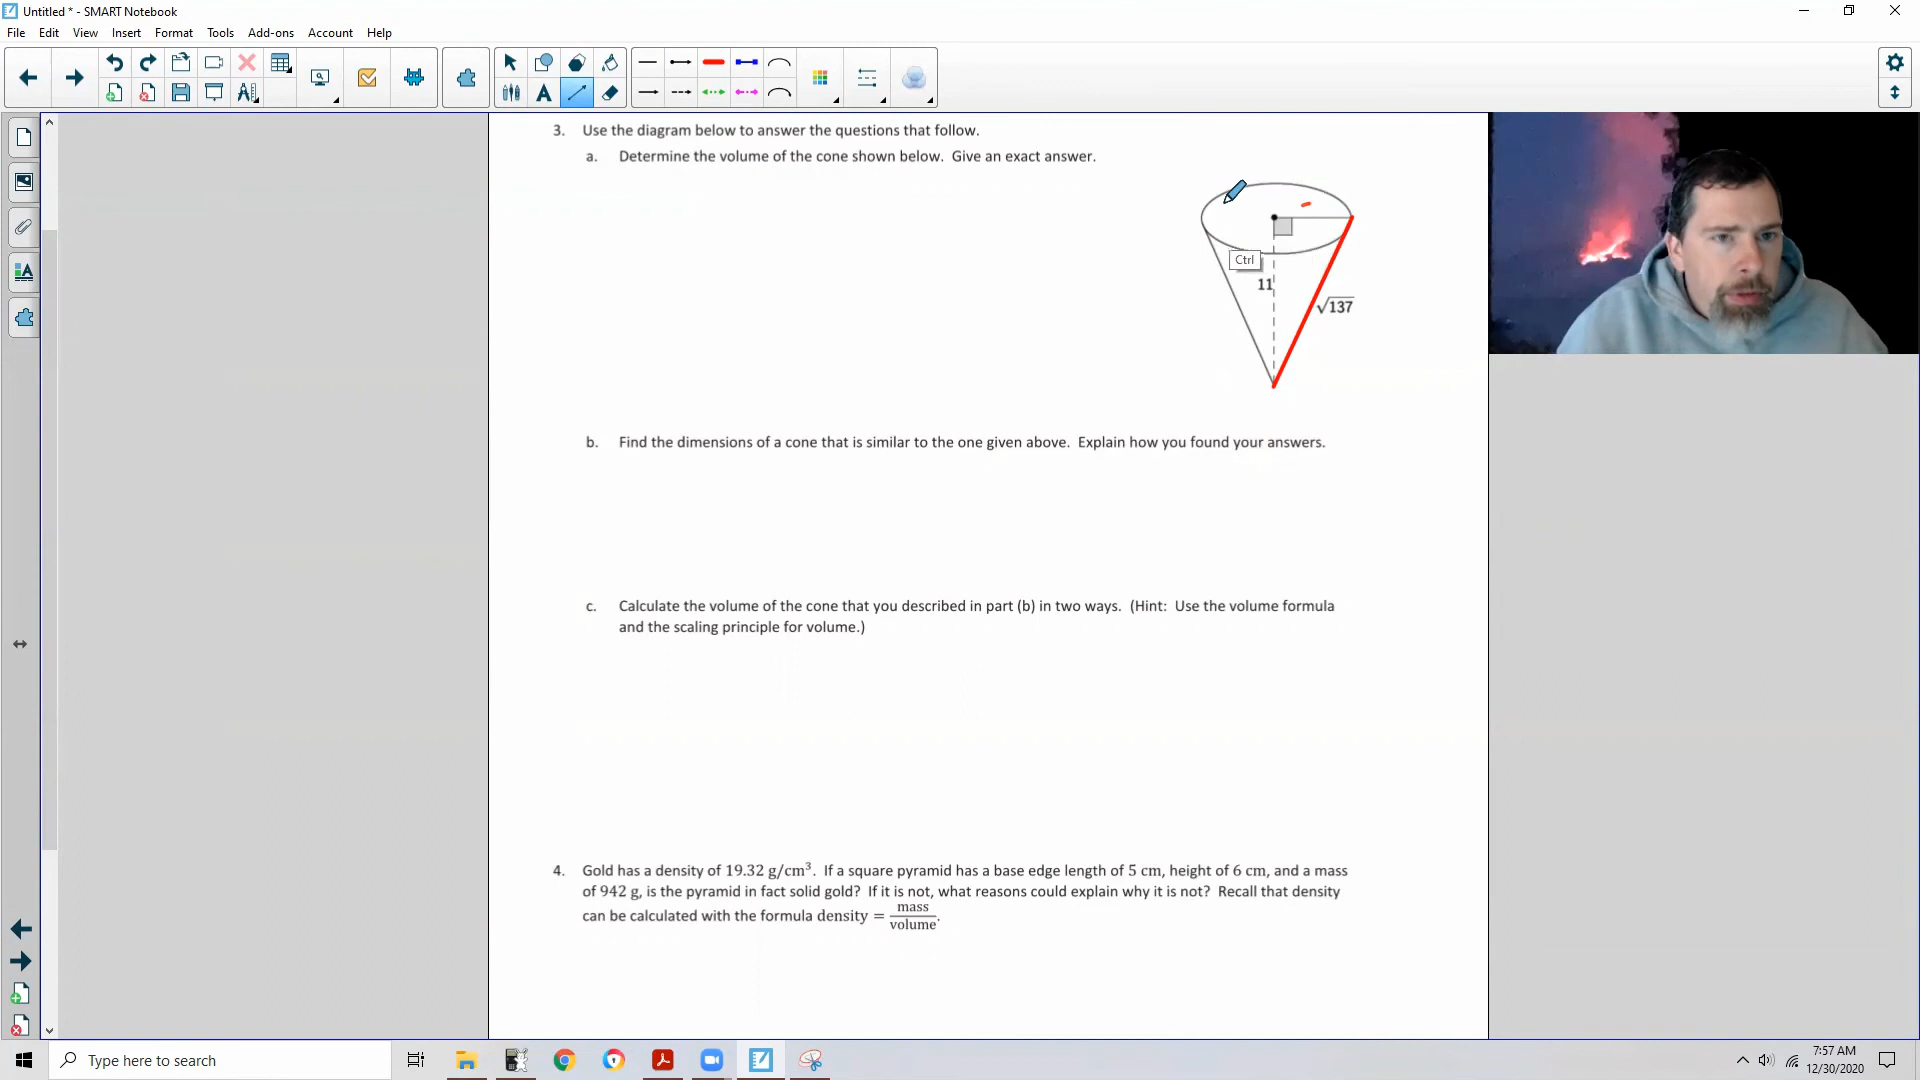 Untitled * - SMART Notebook
File Edit View Insert Format Tools Add-ons Account Help
3. Use the diagram below to answer the questions that follow.
a. Determine the volume of the cone shown below. Give an exact answer.
Ctrl
11
√137
b. Find the dimensions of a cone that is similar to the one given above. Explain how you found your answers.
c. Calculate the volume of the cone that you described in part (b) in two ways. (Hint: Use the volume formula
and the scaling principle for volume.)
4. Gold has a density of 19.32 g/cm³. If a square pyramid has a base edge length of 5 cm, height of 6 cm, and a mass
of 942 g, is the pyramid in fact solid gold? If it is not, what reasons could explain why it is not? Recall that density
can be calculated with the formula density = mass/volume.
Type here to search
7:57 AM
12/30/2020